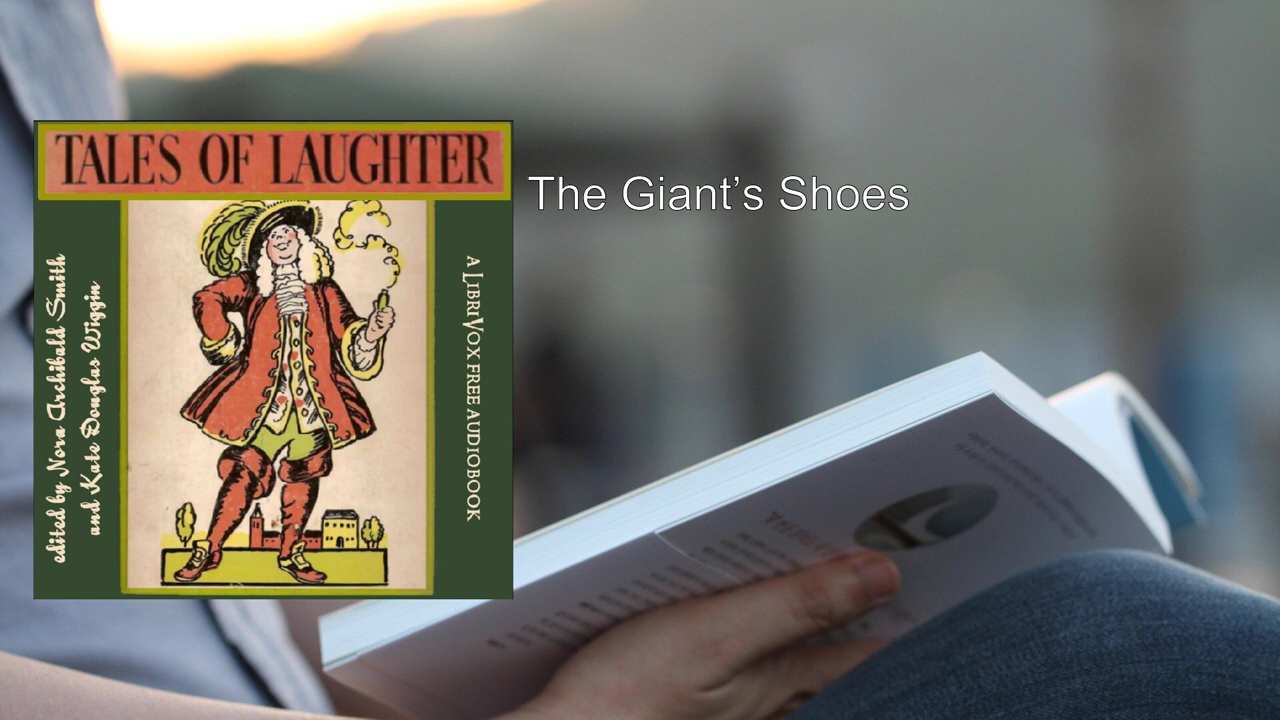 TALES OF LAUGHTER
edited by Nora Archibald Smith
and Kate Douglas Wiggin
A LIBRIVOX FREE AUDIOBOOK
The Giant’s Shoes